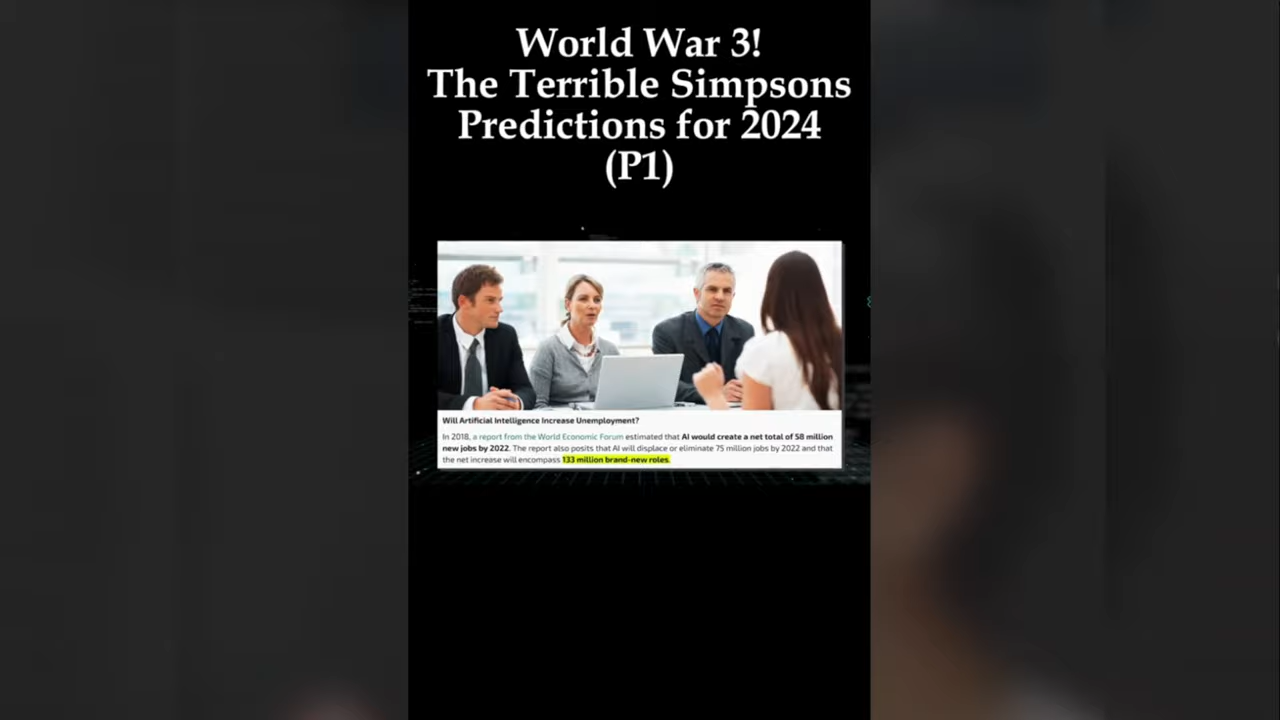 World War 3!
The Terrible Simpsons
Predictions for 2024
(P1)
Will Artificial Intelligence Increase Unemployment?
In 2018, a report from the World Economic Forum estimated that AI would create a net total of 58 million
new jobs by 2022. The report also posits that AI will displace or eliminate 75 million jobs by 2022 and that
the net increase will encompass 133 million brand-new roles.